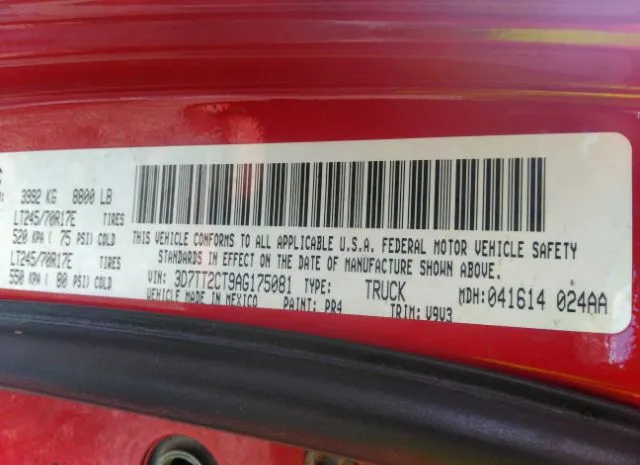 3992 KG 8800 LB
LT245/70R17E TIRES
520 KPA ( 75 PSI) COLD
LT245/70R17E TIRES
550 KPA ( 80 PSI) COLD
THIS VEHICLE CONFORMS TO ALL APPLICABLE U.S.A. FEDERAL MOTOR VEHICLE SAFETY
STANDARDS IN EFFECT ON THE DATE OF MANUFACTURE SHOWN ABOVE.
VIN: 3D7TT2CT9AG175081 TYPE: TRUCK MDH: 041614 024AA
VEHICLE MADE IN MEXICO PAINT: PR4 TRIM: V9V3